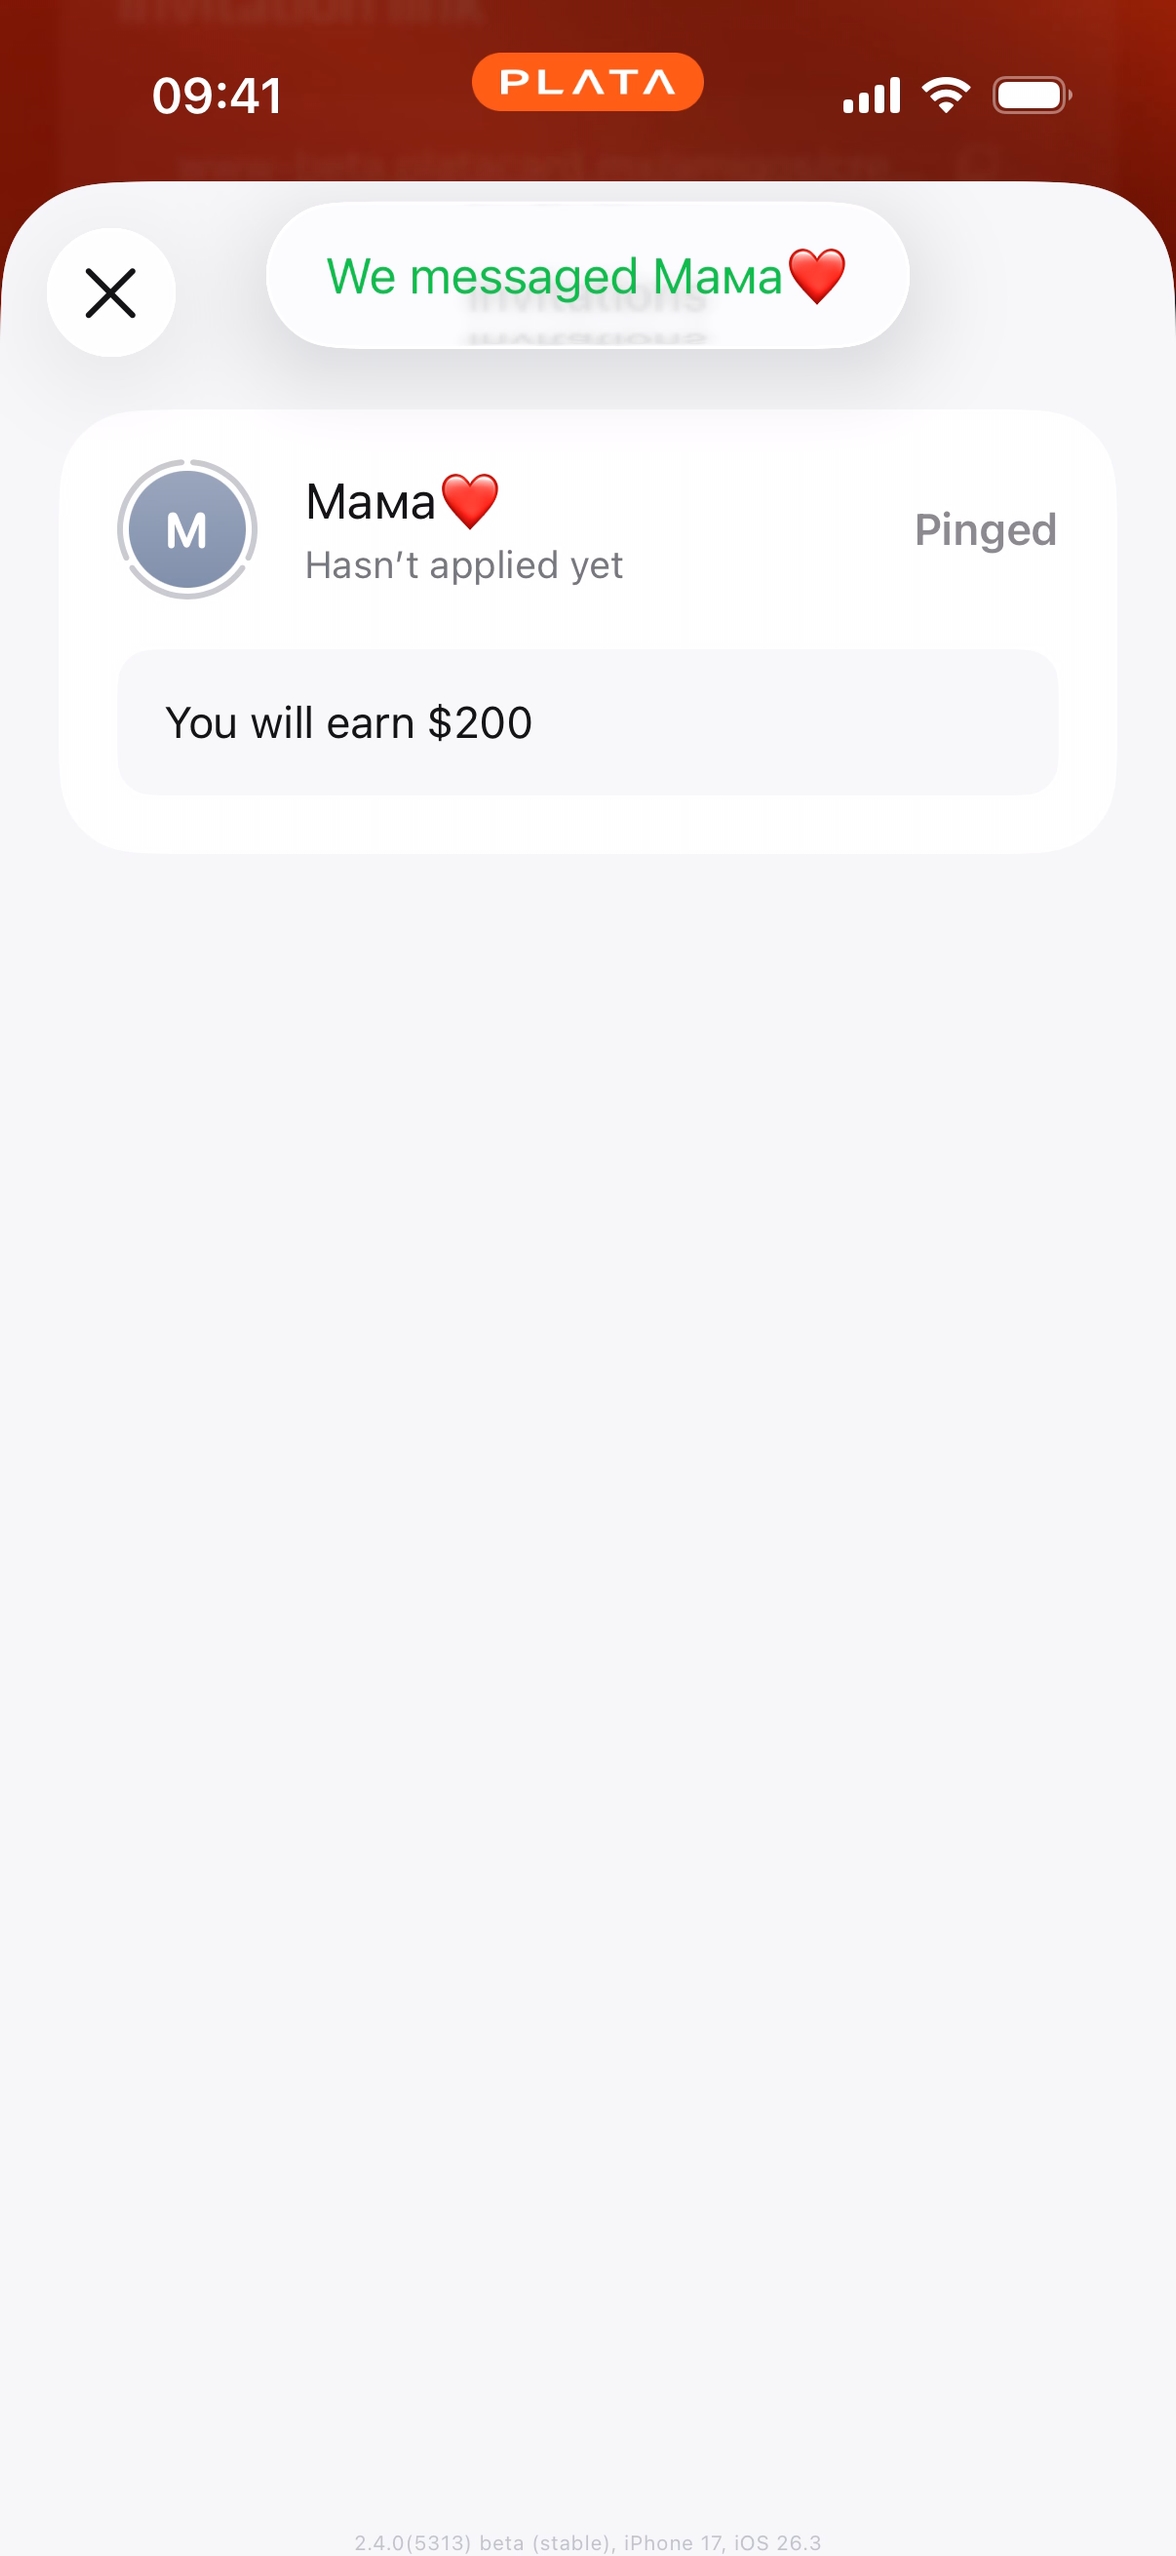 09:41
PLATA
We messaged Мама❤️
Invitations
Мама❤️
Hasn't applied yet
Pinged
M
You will earn $200
2.4.0(5313) beta (stable), iPhone 17, iOS 26.3